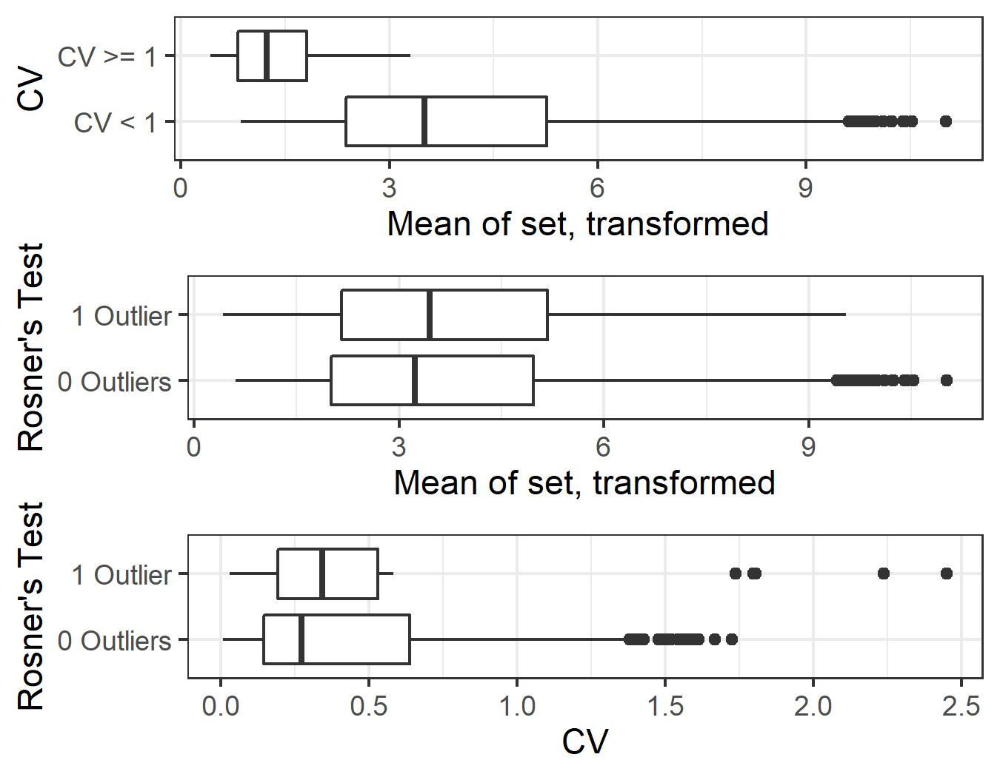 CV
CV >= 1
CV < 1
0 3 6 9
Mean of set, transformed
Rosner's Test
1 Outlier
0 Outliers
0 3 6 9
Mean of set, transformed
Rosner's Test
1 Outlier
0 Outliers
0.0 0.5 1.0 1.5 2.0 2.5
CV